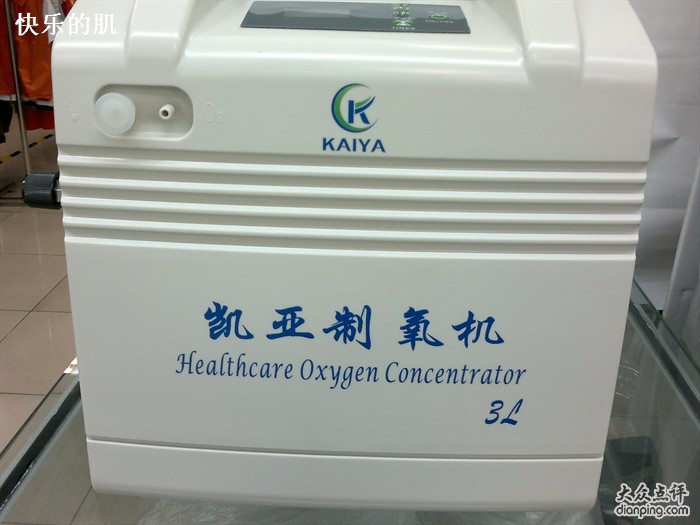 快乐的肌
O₂
KAIYA
凯亚制氧机
Healthcare Oxygen Concentrator
3L
大众点评
dianping.com